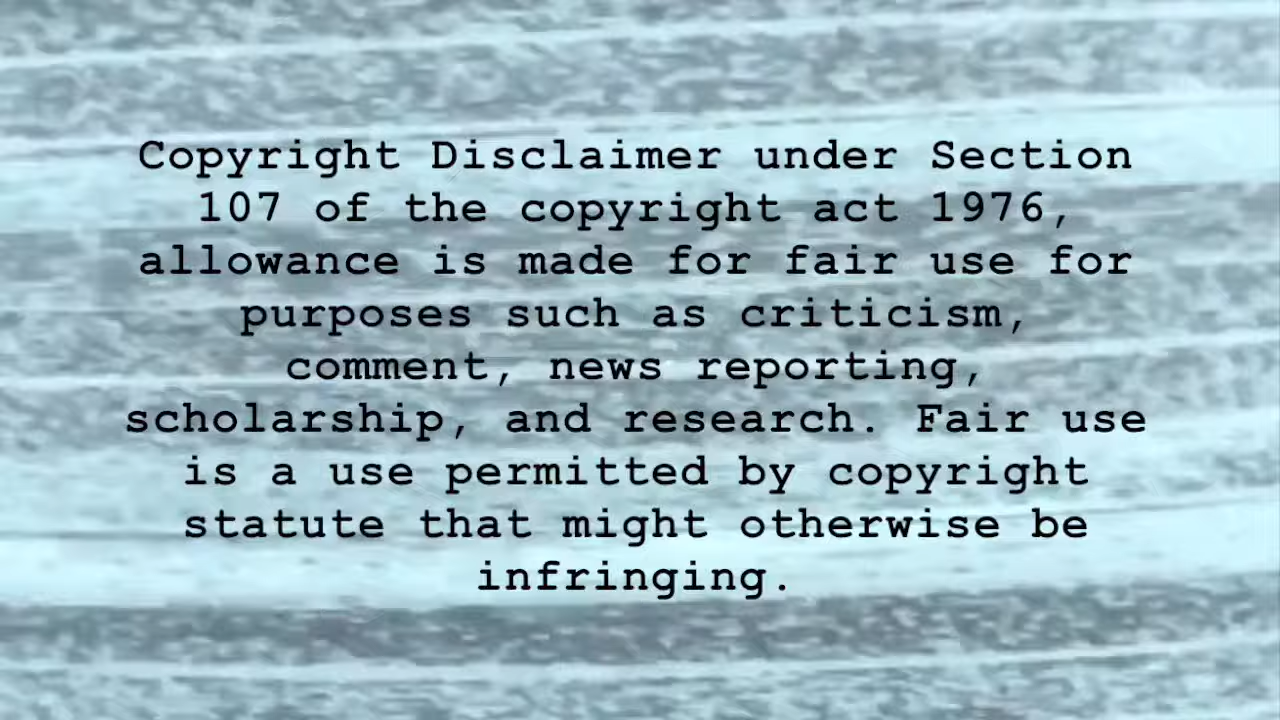 Copyright Disclaimer under Section
107 of the copyright act 1976,
allowance is made for fair use for
purposes such as criticism,
comment, news reporting,
scholarship, and research. Fair use
is a use permitted by copyright
statute that might otherwise be
infringing.